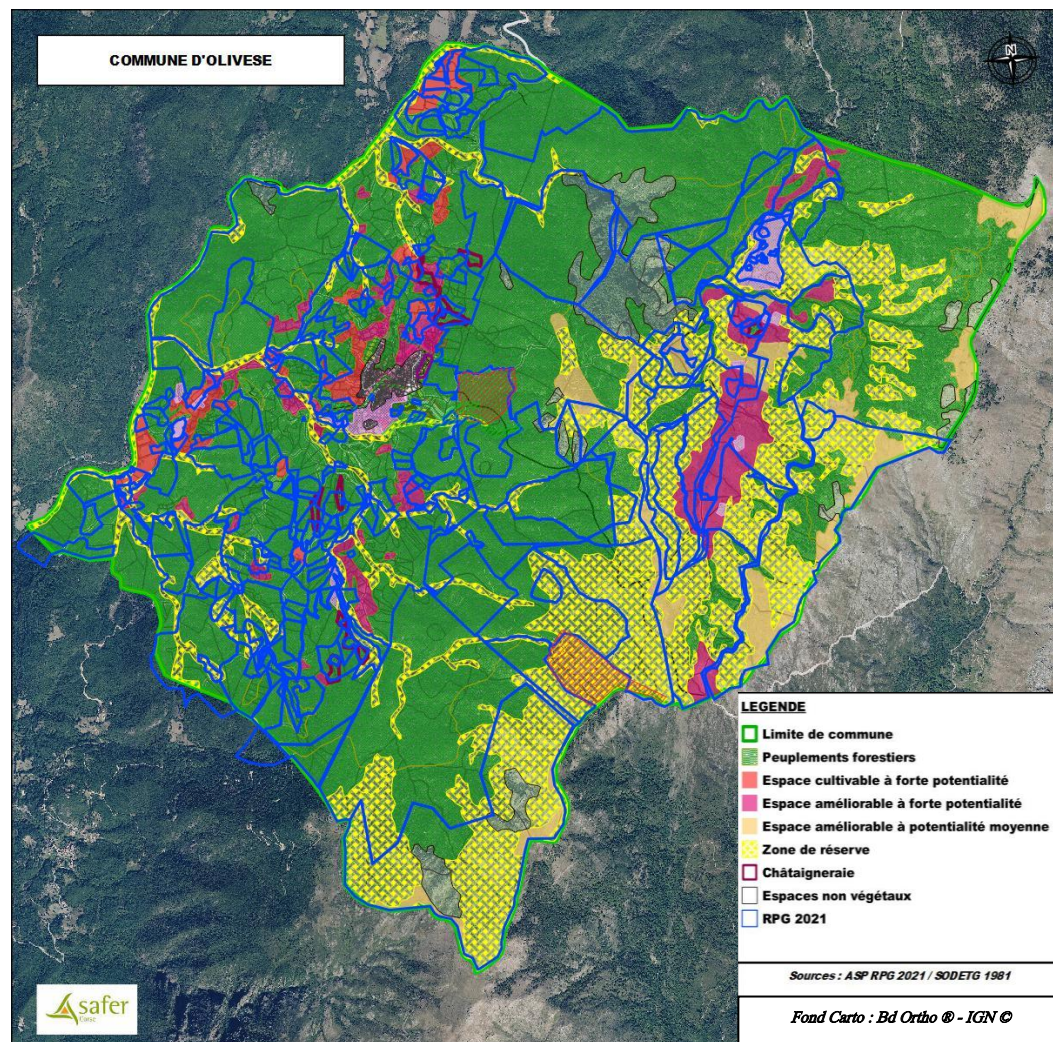 COMMUNE D'OLIVESE
N
LEGENDE
Limite de commune
Peuplements forestiers
Espace cultivable à forte potentialité
Espace améliorable à forte potentialité
Espace améliorable à potentialité moyenne
Zone de réserve
Châtaigneraie
Espaces non végétaux
RPG 2021
Sources : ASP RPG 2021 / SODETG 1981
Fond Carto : Bd Ortho ® - IGN ©
safer
Corse